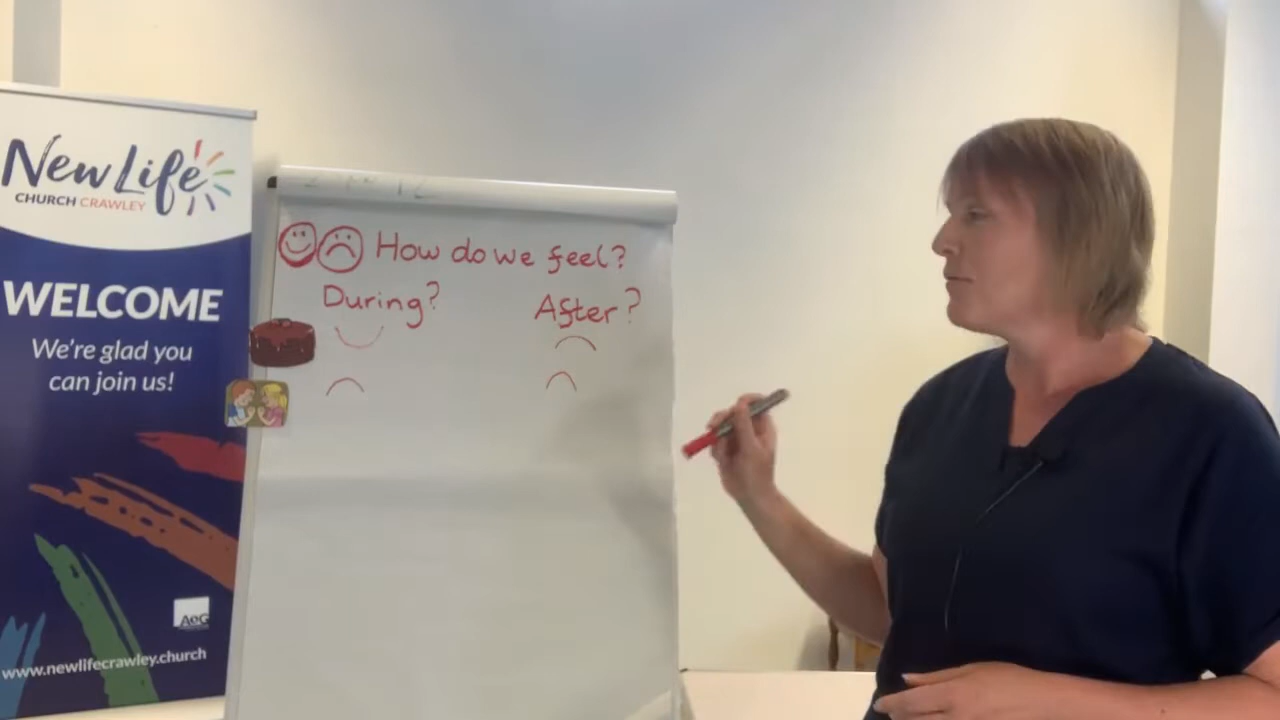 New Life
CHURCH CRAWLEY
WELCOME
We're glad you
can join us!
AoG
www.newlifecrawley.church
How do we feel?
During?
After?